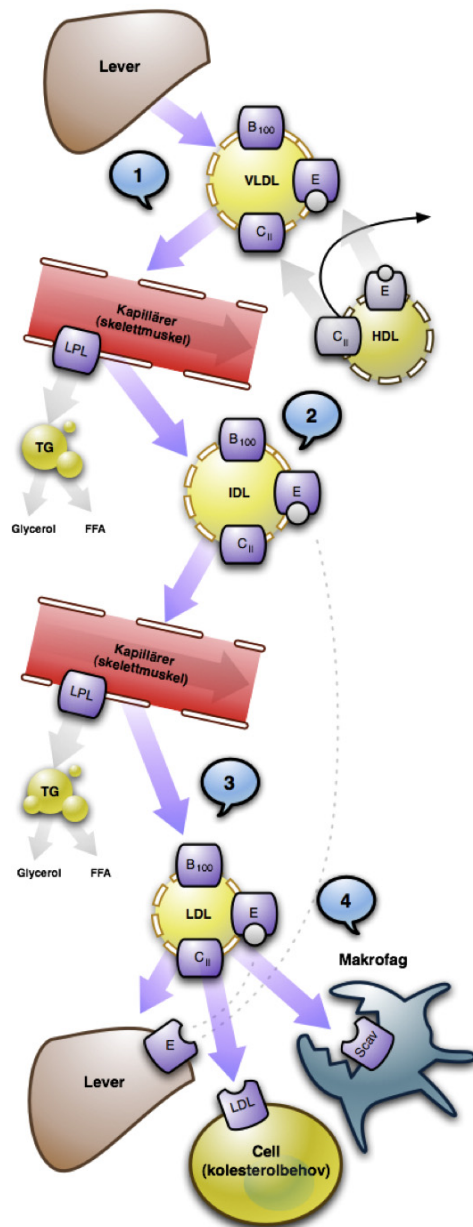 Lever
B100
VLDL
E
CII
1
E
CII
HDL
Kapillärer
(skelettmuskel)
LPL
2
TG
B100
IDL
E
CII
Glycerol
FFA
Kapillärer
(skelettmuskel)
LPL
3
TG
Glycerol
FFA
B100
LDL
E
CII
4
Makrofag
E
Scav
Lever
LDL
Cell
(kolesterolbehov)